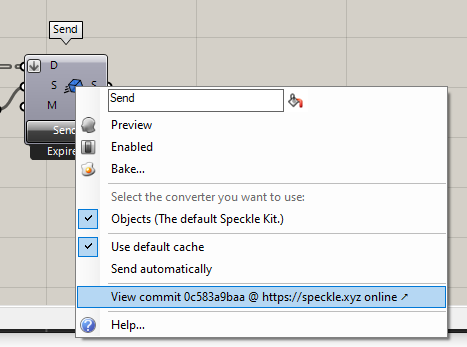 Send
D
S S
M
Send
Expire
Send
Preview
Enabled
Bake...
Select the converter you want to use:
Objects (The default Speckle Kit.)
Use default cache
Send automatically
View commit 0c583a9baa @ https://speckle.xyz online ↗
Help...